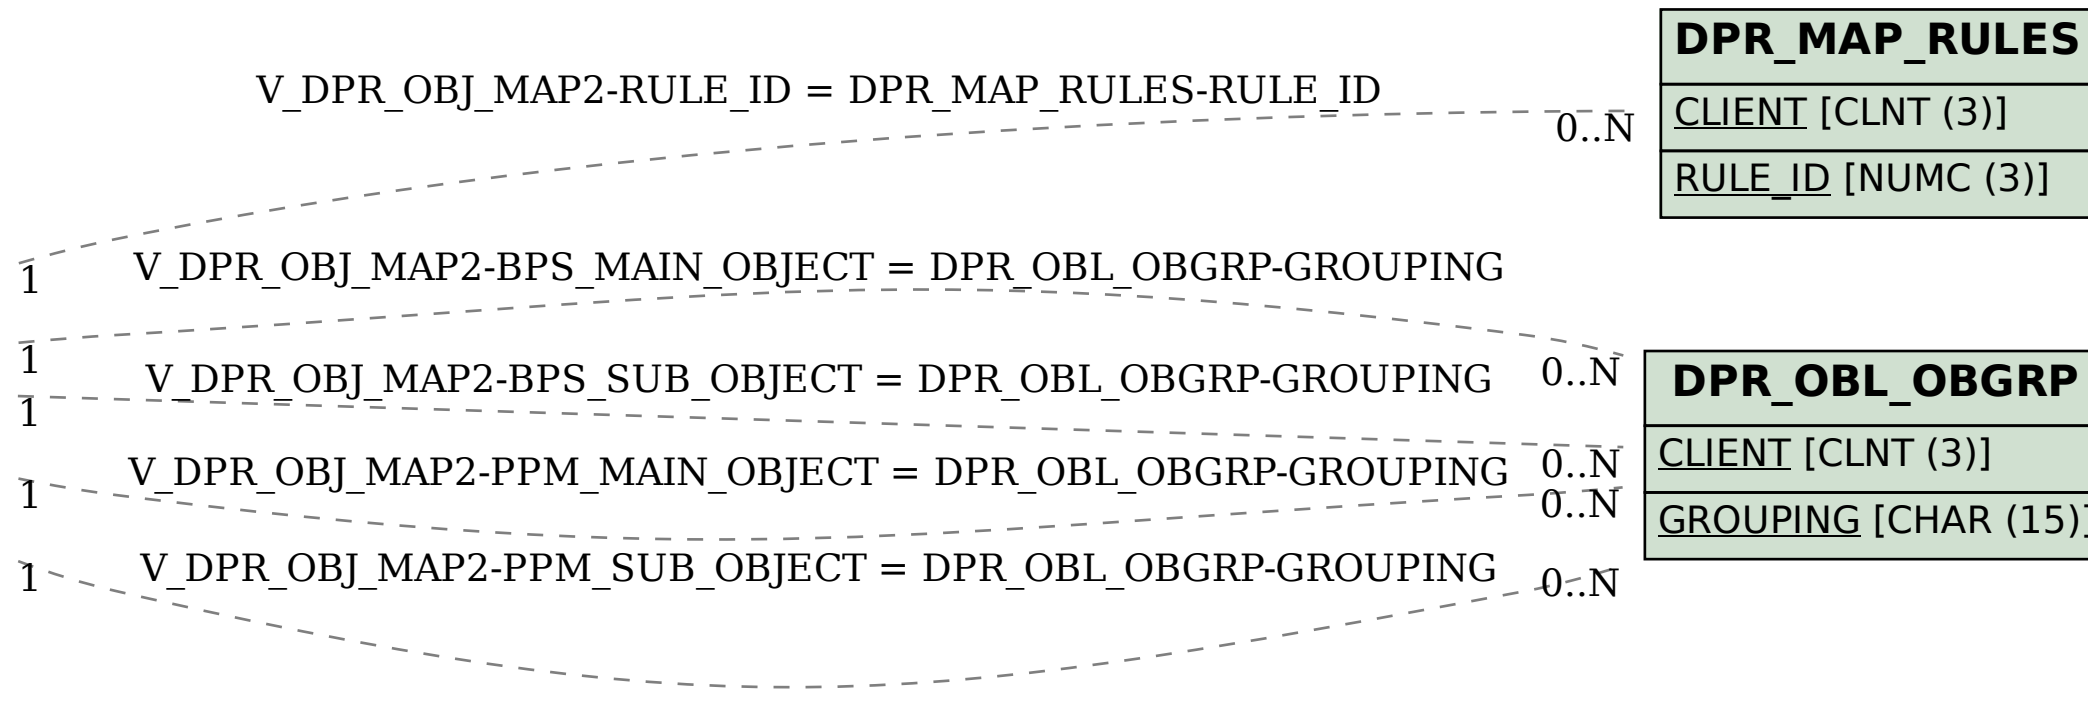 V_DPR_OBJ_MAP2-RULE_ID = DPR_MAP_RULES-RULE_ID
0..N
1
DPR_MAP_RULES
CLIENT [CLNT (3)]
RULE_ID [NUMC (3)]
V_DPR_OBJ_MAP2-BPS_MAIN_OBJECT = DPR_OBL_OBGRP-GROUPING
1
0..N
V_DPR_OBJ_MAP2-BPS_SUB_OBJECT = DPR_OBL_OBGRP-GROUPING
1
0..N
V_DPR_OBJ_MAP2-PPM_MAIN_OBJECT = DPR_OBL_OBGRP-GROUPING
1
0..N
V_DPR_OBJ_MAP2-PPM_SUB_OBJECT = DPR_OBL_OBGRP-GROUPING
1
0..N
DPR_OBL_OBGRP
CLIENT [CLNT (3)]
GROUPING [CHAR (15)]